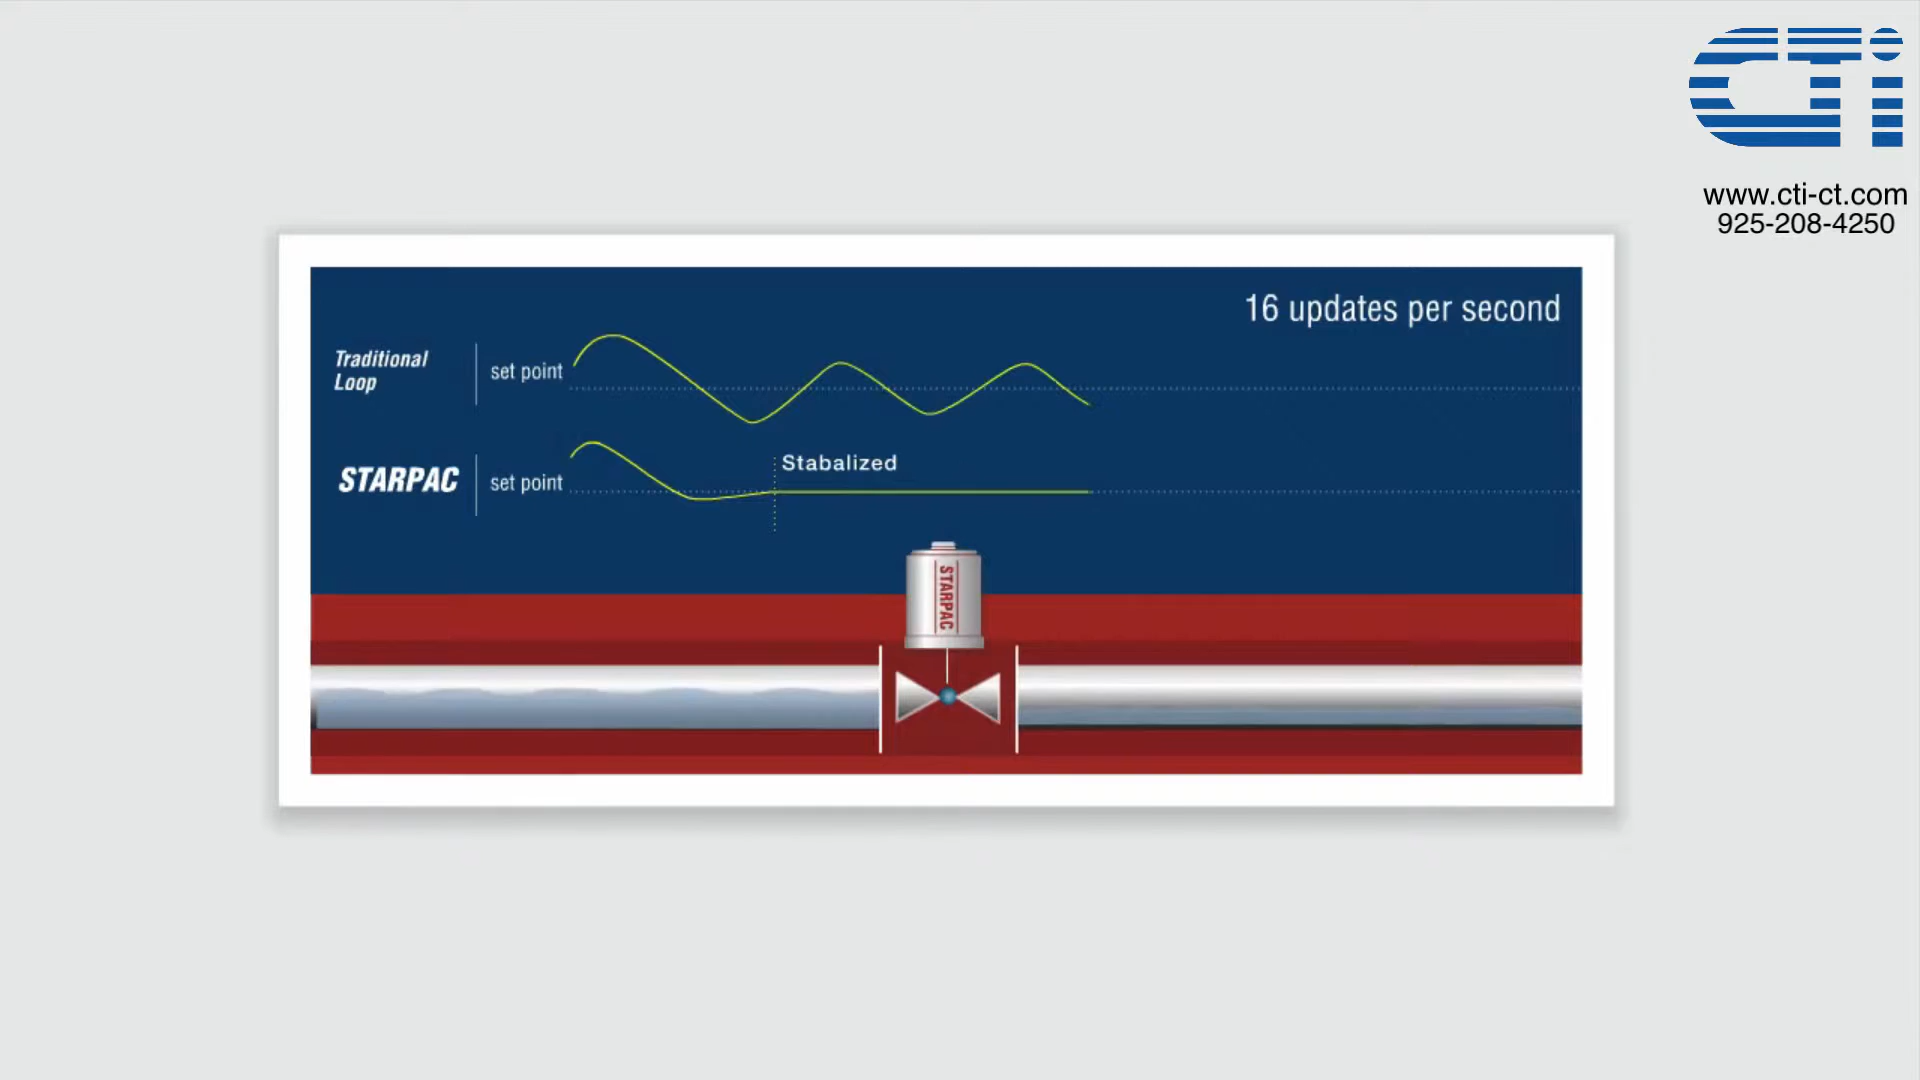 CTi
www.cti-ct.com
925-208-4250
16 updates per second
Traditional
Loop
set point
Stabalized
STARPAC
set point
STARPAC